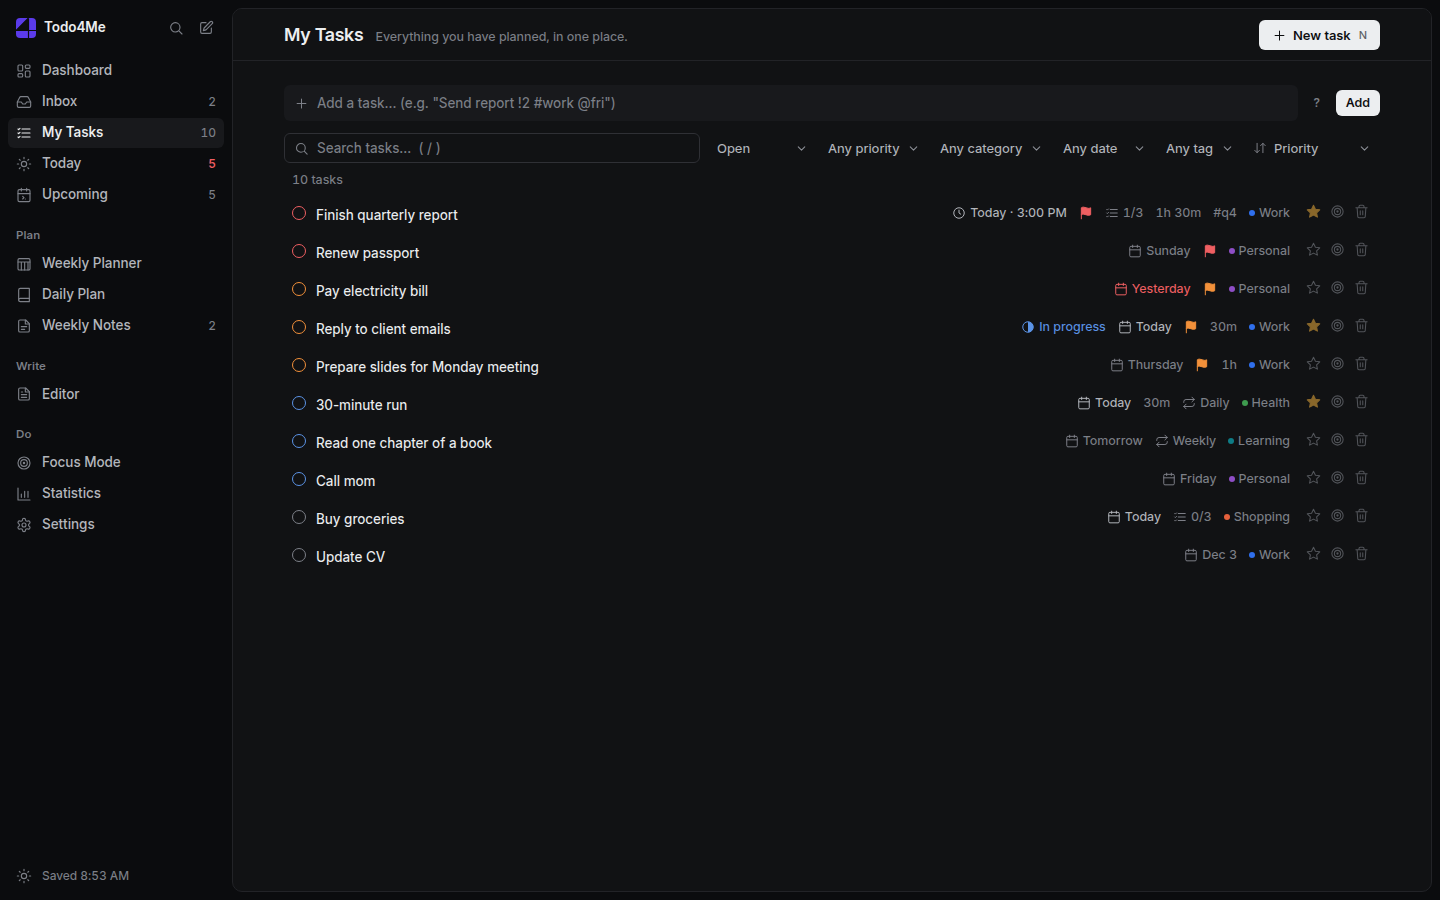 Todo4Me
Dashboard
Inbox 2
My Tasks 10
Today 5
Upcoming 5
Plan
Weekly Planner
Daily Plan
Weekly Notes 2
Write
Editor
Do
Focus Mode
Statistics
Settings
Saved 8:53 AM
My Tasks Everything you have planned, in one place.
New task N
Add a task... (e.g. "Send report !2 #work @fri") ? Add
Search tasks... ( / ) Open Any priority Any category Any date Any tag Priority
10 tasks
Finish quarterly report Today · 3:00 PM 1/3 1h 30m #q4 Work
Renew passport Sunday Personal
Pay electricity bill Yesterday Personal
Reply to client emails In progress Today 30m Work
Prepare slides for Monday meeting Thursday 1h Work
30-minute run Today 30m Daily Health
Read one chapter of a book Tomorrow Weekly Learning
Call mom Friday Personal
Buy groceries Today 0/3 Shopping
Update CV Dec 3 Work